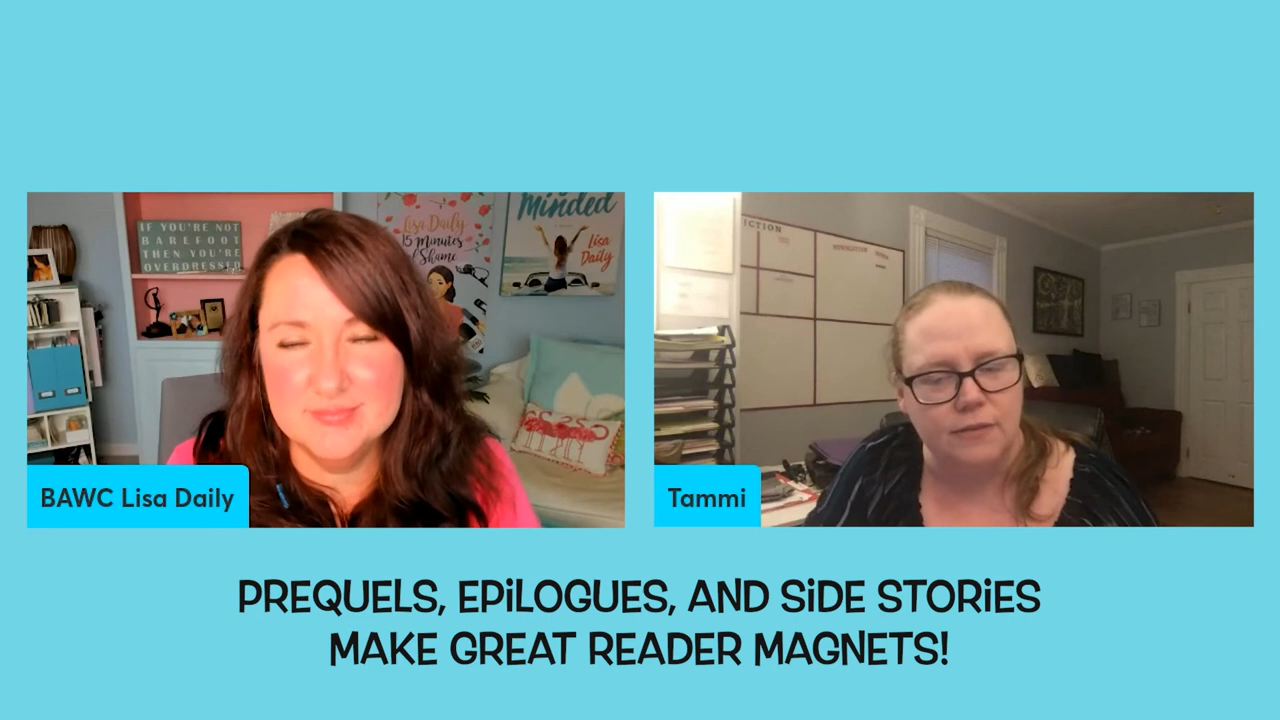 IF YOU'RE NOT
BAREFOOT
THEN YOU'RE
OVERDRESSED
Lisa Daily
15 Minutes
of Shame
Minded
Lisa
Daily
BAWC Lisa Daily
Tammi
PREQUELS, EPiLOGUES, AND SiDE STORiES
MAKE GREAT READER MAGNETS!